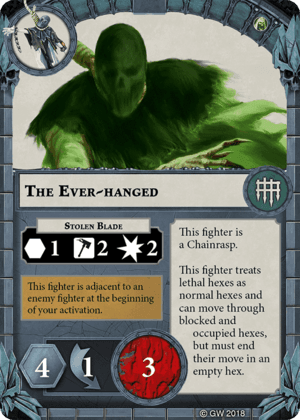 The Ever-hanged
Stolen Blade
1 2 2
This fighter is adjacent to an
enemy fighter at the beginning
of your activation.
This fighter is
a Chainrasp.
This fighter treats
lethal hexes as
normal hexes and
can move through
blocked and
occupied hexes,
but must end
their move in an
empty hex.
4 1 3
© GW 2018